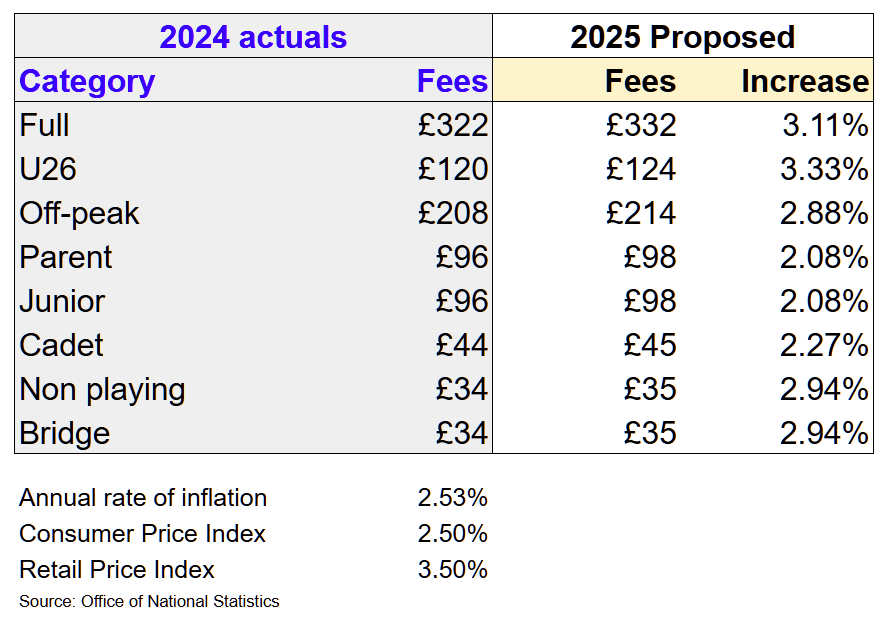 2024 actuals 2025 Proposed
Category Fees Fees Increase
Full £322 £332 3.11%
U26 £120 £124 3.33%
Off-peak £208 £214 2.88%
Parent £96 £98 2.08%
Junior £96 £98 2.08%
Cadet £44 £45 2.27%
Non playing £34 £35 2.94%
Bridge £34 £35 2.94%
Annual rate of inflation 2.53%
Consumer Price Index 2.50%
Retail Price Index 3.50%
Source: Office of National Statistics